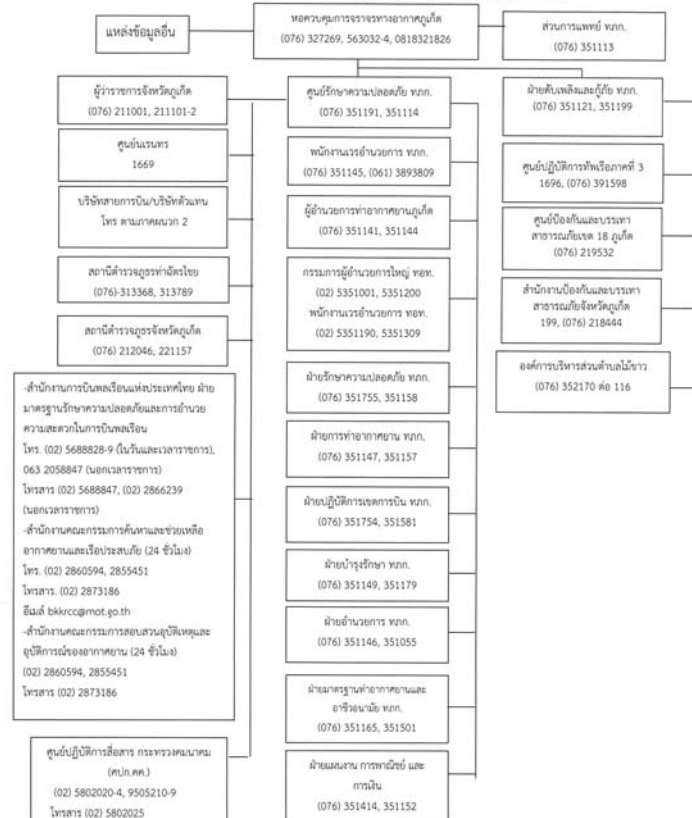 แหล่งข้อมูลอื่น
หอควบคุมการจราจรทางอากาศภูเก็ต
(076) 327269, 563032-4, 0818321826
ส่วนการแพทย์ ทภก.
(076) 351113
ผู้ว่าราชการจังหวัดภูเก็ต
(076) 211001, 211101-2
ศูนย์นเรนทร
1669
บริษัทสายการบิน/บริษัทตัวแทน
โทร ตามภาคผนวก 2
สถานีตำรวจภูธรท่าฉัตรไชย
(076)-313368, 313789
สถานีตำรวจภูธรจังหวัดภูเก็ต
(076) 212046, 221157
-สำนักงานการบินพลเรือนแห่งประเทศไทย ฝ่าย
มาตรฐานรักษาความปลอดภัยและการอำนวย
ความสะดวกในการบินพลเรือน
โทร. (02) 5688828-9 (ในวันและเวลาราชการ),
063 2058847 (นอกเวลาราชการ)
โทรสาร (02) 5688847, (02) 2866239
(นอกเวลาราชการ)
-สำนักงานคณะกรรมการค้นหาและช่วยเหลือ
อากาศยานและเรือประสบภัย (24 ชั่วโมง)
โทร. (02) 2860594, 2855451
โทรสาร. (02) 2873186
อีเมล์ bkkrcc@mot.go.th
-สำนักงานคณะกรรมการสอบสวนอุบัติเหตุและ
อุบัติการณ์ของอากาศยาน (24 ชั่วโมง)
(02) 2860594, 2855451
โทรสาร (02) 2873186
ศูนย์ปฏิบัติการสื่อสาร กระทรวงคมนาคม
(ศปก.คค.)
(02) 5802020-4, 9505210-9
โทรสาร (02) 5802025
ศูนย์รักษาความปลอดภัย ทภก.
(076) 351191, 351114
พนักงานเวรอำนวยการ ทภก.
(076) 351145, (061) 3893809
ผู้อำนวยการท่าอากาศยานภูเก็ต
(076) 351141, 351144
กรรมการผู้อำนวยการใหญ่ ทอท.
(02) 5351001, 5351200
พนักงานเวรอำนวยการ ทอท.
(02) 5351190, 5351309
ฝ่ายรักษาความปลอดภัย ทภก.
(076) 351755, 351158
ฝ่ายการท่าอากาศยาน ทภก.
(076) 351147, 351157
ฝ่ายปฏิบัติการเขตการบิน ทภก.
(076) 351754, 351581
ฝ่ายบำรุงรักษา ทภก.
(076) 351149, 351179
ฝ่ายอำนวยการ ทภก.
(076) 351146, 351055
ฝ่ายมาตรฐานท่าอากาศยานและ
อาชีวอนามัย ทภก.
(076) 351165, 351501
ฝ่ายแผนงาน การพาณิชย์ และ
การเงิน
(076) 351414, 351152
ฝ่ายดับเพลิงและกู้ภัย ทภก.
(076) 351121, 351199
ศูนย์ปฏิบัติการทัพเรือภาคที่ 3
1696, (076) 391598
ศูนย์ป้องกันและบรรเทา
สาธารณภัยเขต 18 ภูเก็ต
(076) 219532
สำนักงานป้องกันและบรรเทา
สาธารณภัยจังหวัดภูเก็ต
199, (076) 218444
องค์การบริหารส่วนตำบลไม้ขาว
(076) 352170 ต่อ 116